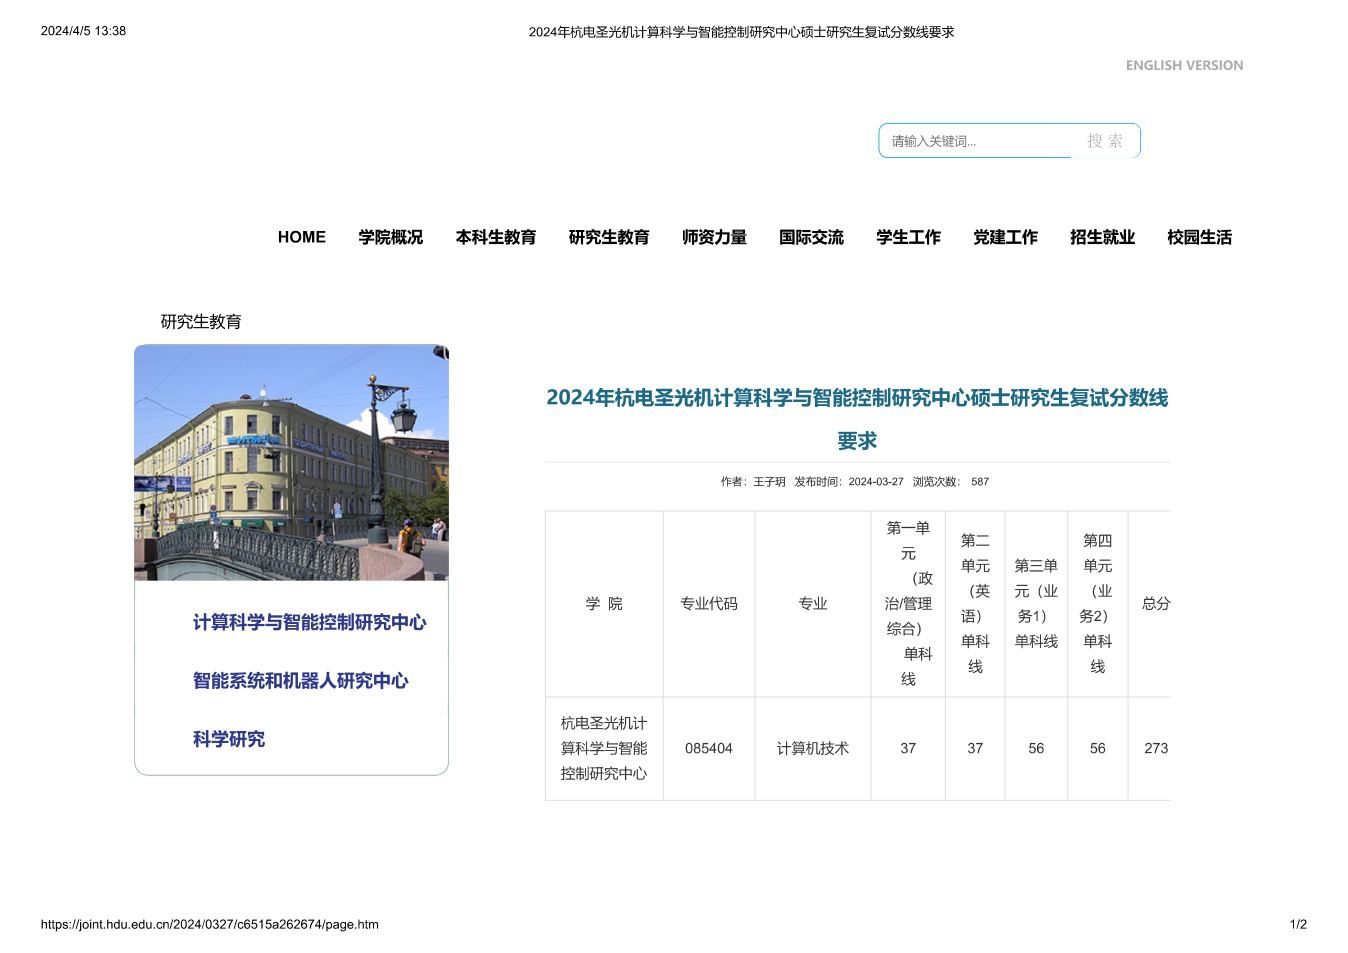 2024/4/5 13:38
2024年杭电圣光机计算科学与智能控制研究中心硕士研究生复试分数线要求
ENGLISH VERSION
请输入关键词...
搜 索
HOME 学院概况 本科生教育 研究生教育 师资力量 国际交流 学生工作 党建工作 招生就业 校园生活
研究生教育
计算科学与智能控制研究中心
智能系统和机器人研究中心
科学研究
2024年杭电圣光机计算科学与智能控制研究中心硕士研究生复试分数线
要求
作者：王子玥 发布时间：2024-03-27 浏览次数： 587
学 院
专业代码
专业
第一单
元
（政
治/管理
综合）
单科
线
第二
单元
（英
语）
单科
线
第三单
元（业
务1）
单科线
第四
单元
（业
务2）
单科
线
总分
杭电圣光机计
算科学与智能
控制研究中心
085404
计算机技术
37
37
56
56
273
https://joint.hdu.edu.cn/2024/0327/c6515a262674/page.htm
1/2